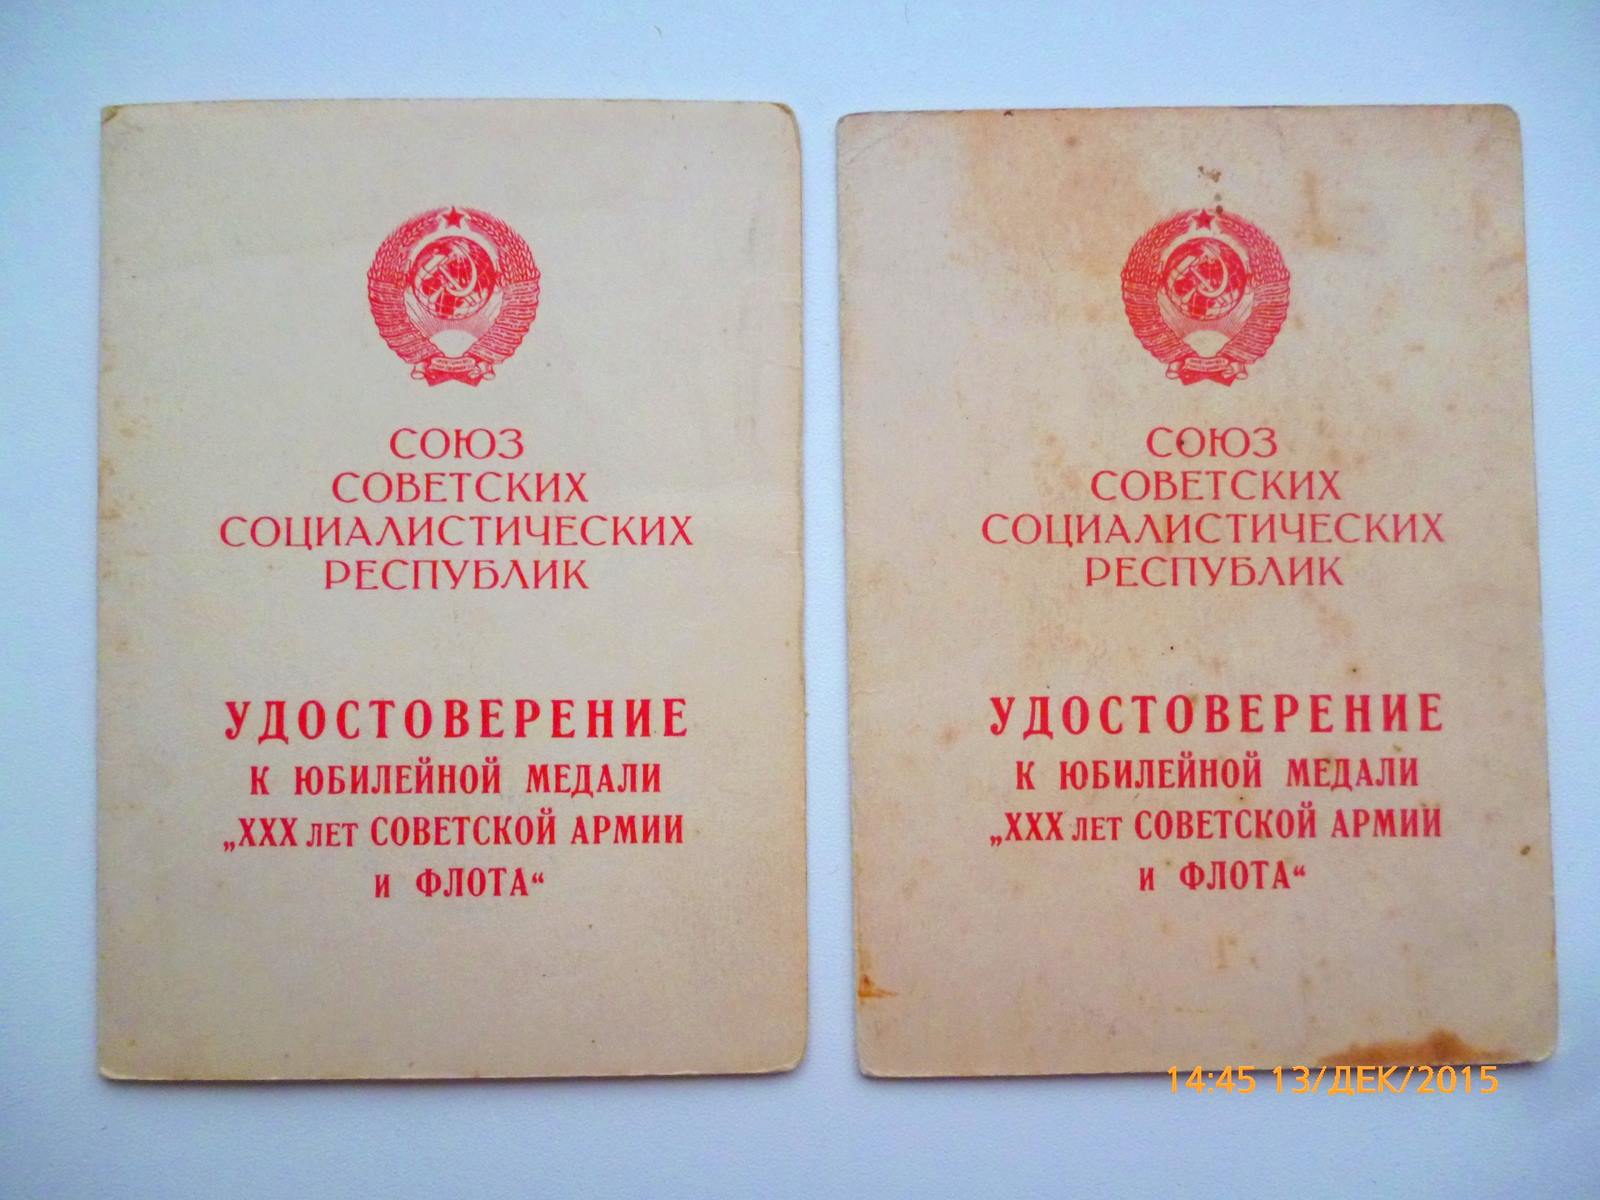 СОЮЗ
СОВЕТСКИХ
СОЦИАЛИСТИЧЕСКИХ
РЕСПУБЛИК
УДОСТОВЕРЕНИЕ
К ЮБИЛЕЙНОЙ МЕДАЛИ
„XXX ЛЕТ СОВЕТСКОЙ АРМИИ
И ФЛОТА“
СОЮЗ
СОВЕТСКИХ
СОЦИАЛИСТИЧЕСКИХ
РЕСПУБЛИК
УДОСТОВЕРЕНИЕ
К ЮБИЛЕЙНОЙ МЕДАЛИ
„XXX ЛЕТ СОВЕТСКОЙ АРМИИ
И ФЛОТА“
14:45 13/ДЕК/2015